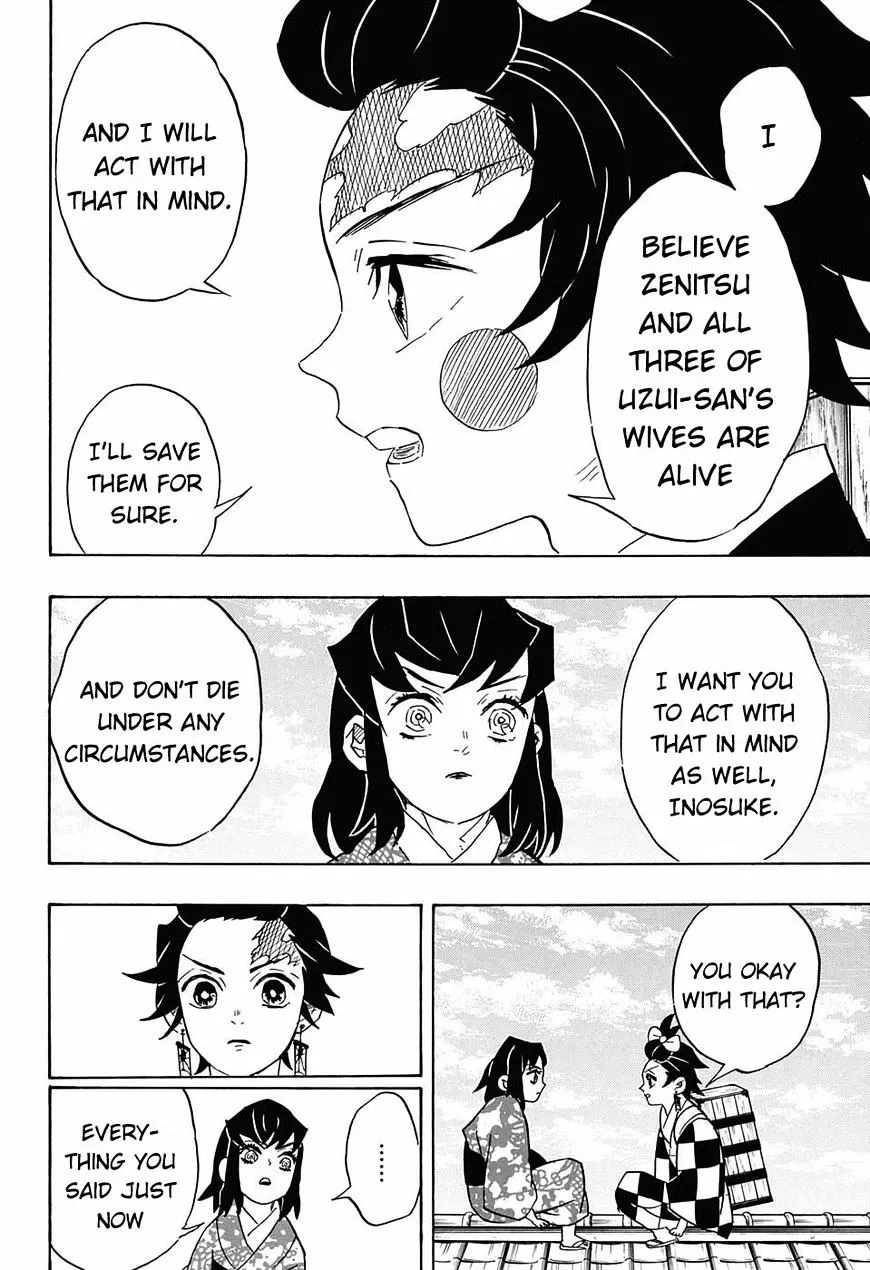 I
BELIEVE
ZENITSU
AND ALL
THREE OF
UZUI-SAN'S
WIVES ARE
ALIVE
AND I WILL
ACT WITH
THAT IN MIND.
I'LL SAVE
THEM FOR
SURE.
I WANT YOU
TO ACT WITH
THAT IN MIND
AS WELL,
INOSUKE.
AND DON'T DIE
UNDER ANY
CIRCUMSTANCES.
YOU OKAY
WITH THAT?
......
EVERY-
THING YOU
SAID JUST
NOW